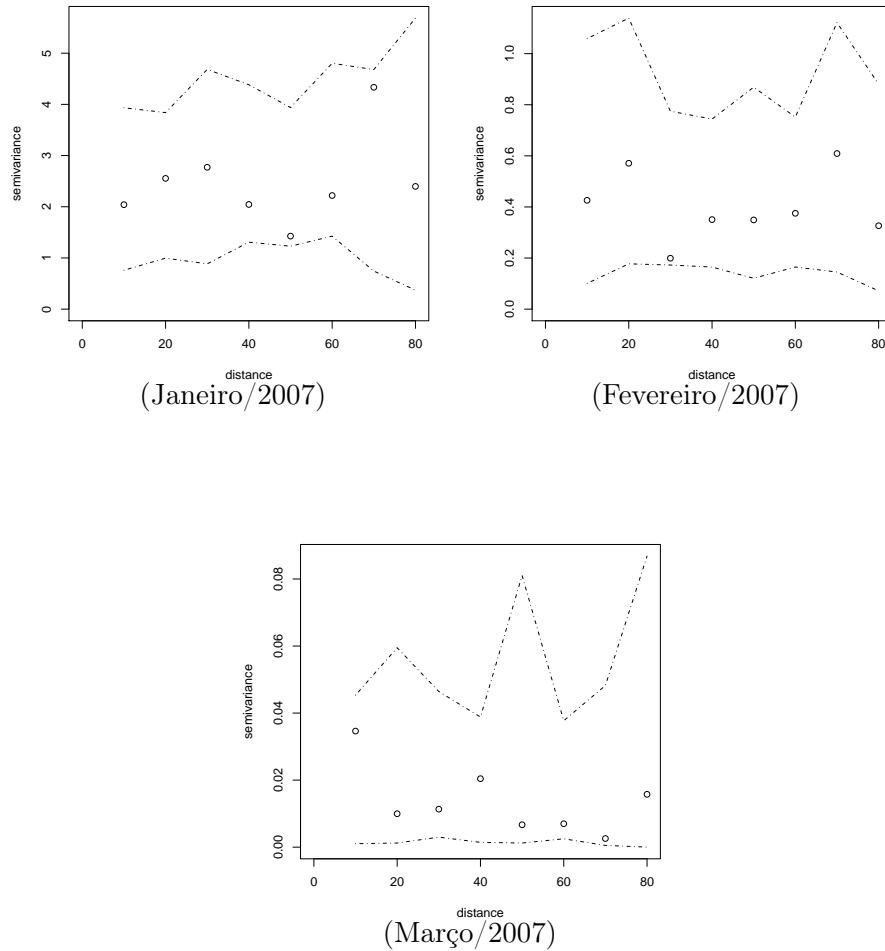 semivariance
5
4
3
2
1
0
0 20 40 60 80
distance
(Janeiro/2007)
semivariance
1.0
0.8
0.6
0.4
0.2
0.0
0 20 40 60 80
distance
(Fevereiro/2007)
semivariance
0.08
0.06
0.04
0.02
0.00
0 20 40 60 80
distance
(Março/2007)